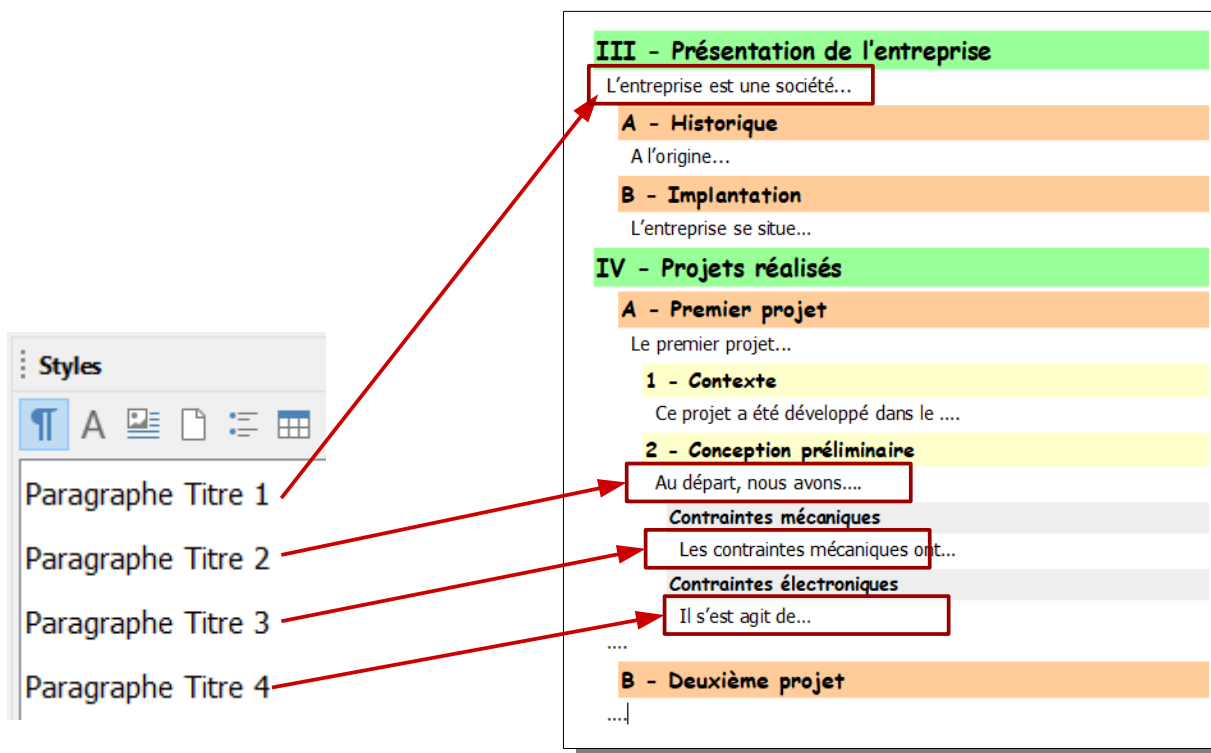 Styles
Paragraphe Titre 1
Paragraphe Titre 2
Paragraphe Titre 3
Paragraphe Titre 4
III - Présentation de l'entreprise
L'entreprise est une société...
A - Historique
A l'origine...
B - Implantation
L'entreprise se situe...
IV - Projets réalisés
A - Premier projet
Le premier projet...
1 - Contexte
Ce projet a été développé dans le ....
2 - Conception préliminaire
Au départ, nous avons....
Contraintes mécaniques
Les contraintes mécaniques ont...
Contraintes électroniques
Il s'est agit de...
....
B - Deuxième projet
....